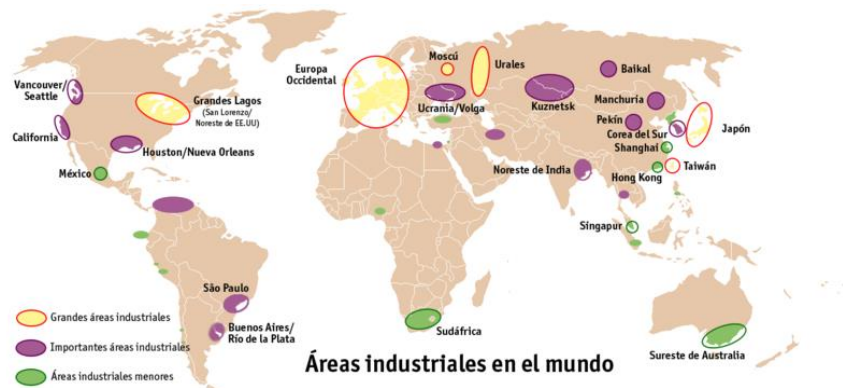 Europa
Occidental
Moscú
Urales
Baikal
Vancouver/
Seattle
Grandes Lagos
(San Lorenzo/
Noreste de EE.UU)
Ucrania/Volga
Kuznetsk
Manchuria
Pekín
Corea del Sur
Japón
California
Houston/Nueva Orleans
Shanghai
México
Noreste de India
Hong Kong
Taiwán
Singapur
São Paulo
Buenos Aires/
Río de la Plata
Sudáfrica
Sureste de Australia
Grandes áreas industriales
Importantes áreas industriales
Áreas industriales menores
Áreas industriales en el mundo